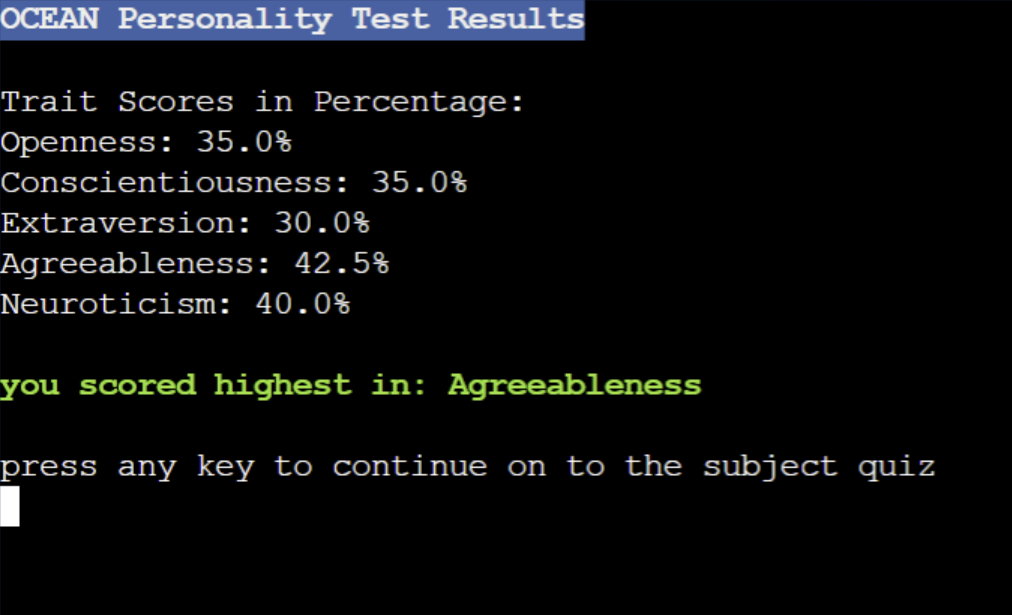 OCEAN Personality Test Results
Trait Scores in Percentage:
Openness: 35.0%
Conscientiousness: 35.0%
Extraversion: 30.0%
Agreeableness: 42.5%
Neuroticism: 40.0%
you scored highest in: Agreeableness
press any key to continue on to the subject quiz